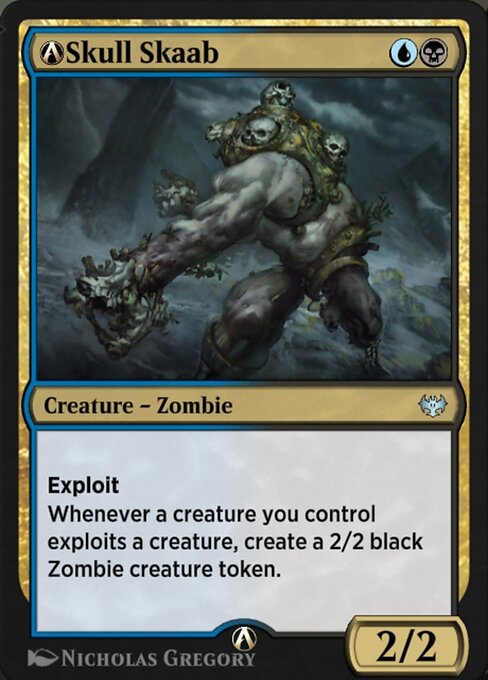 Skull Skaab
Creature – Zombie
Exploit
Whenever a creature you control
exploits a creature, create a 2/2 black
Zombie creature token.
2/2
Nicholas Gregory